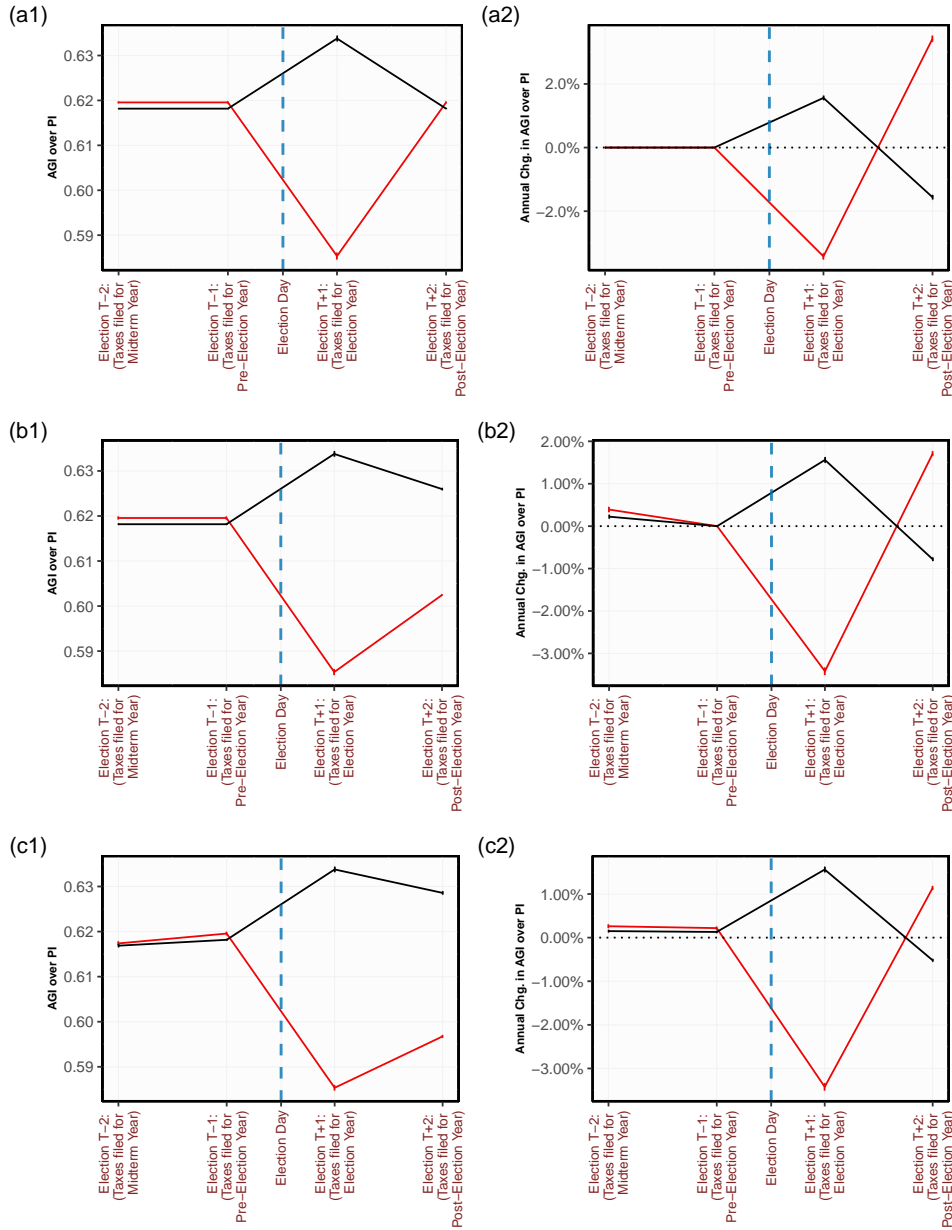 (a1)
AGI over PI
0.63
0.62
0.61
0.60
0.59
Election T−2:
(Taxes filed for
Midterm Year)
Election T−1:
(Taxes filed for
Pre−Election Year)
Election Day
Election T+1:
(Taxes filed for
Election Year)
Election T+2:
(Taxes filed for
Post−Election Year)
(a2)
Annual Chg. in AGI over PI
2.0%
0.0%
−2.0%
Election T−2:
(Taxes filed for
Midterm Year)
Election T−1:
(Taxes filed for
Pre−Election Year)
Election Day
Election T+1:
(Taxes filed for
Election Year)
Election T+2:
(Taxes filed for
Post−Election Year)
(b1)
AGI over PI
0.63
0.62
0.61
0.60
0.59
Election T−2:
(Taxes filed for
Midterm Year)
Election T−1:
(Taxes filed for
Pre−Election Year)
Election Day
Election T+1:
(Taxes filed for
Election Year)
Election T+2:
(Taxes filed for
Post−Election Year)
(b2)
Annual Chg. in AGI over PI
2.00%
1.00%
0.00%
−1.00%
−2.00%
−3.00%
Election T−2:
(Taxes filed for
Midterm Year)
Election T−1:
(Taxes filed for
Pre−Election Year)
Election Day
Election T+1:
(Taxes filed for
Election Year)
Election T+2:
(Taxes filed for
Post−Election Year)
(c1)
AGI over PI
0.63
0.62
0.61
0.60
0.59
Election T−2:
(Taxes filed for
Midterm Year)
Election T−1:
(Taxes filed for
Pre−Election Year)
Election Day
Election T+1:
(Taxes filed for
Election Year)
Election T+2:
(Taxes filed for
Post−Election Year)
(c2)
Annual Chg. in AGI over PI
1.00%
0.00%
−1.00%
−2.00%
−3.00%
Election T−2:
(Taxes filed for
Midterm Year)
Election T−1:
(Taxes filed for
Pre−Election Year)
Election Day
Election T+1:
(Taxes filed for
Election Year)
Election T+2:
(Taxes filed for
Post−Election Year)